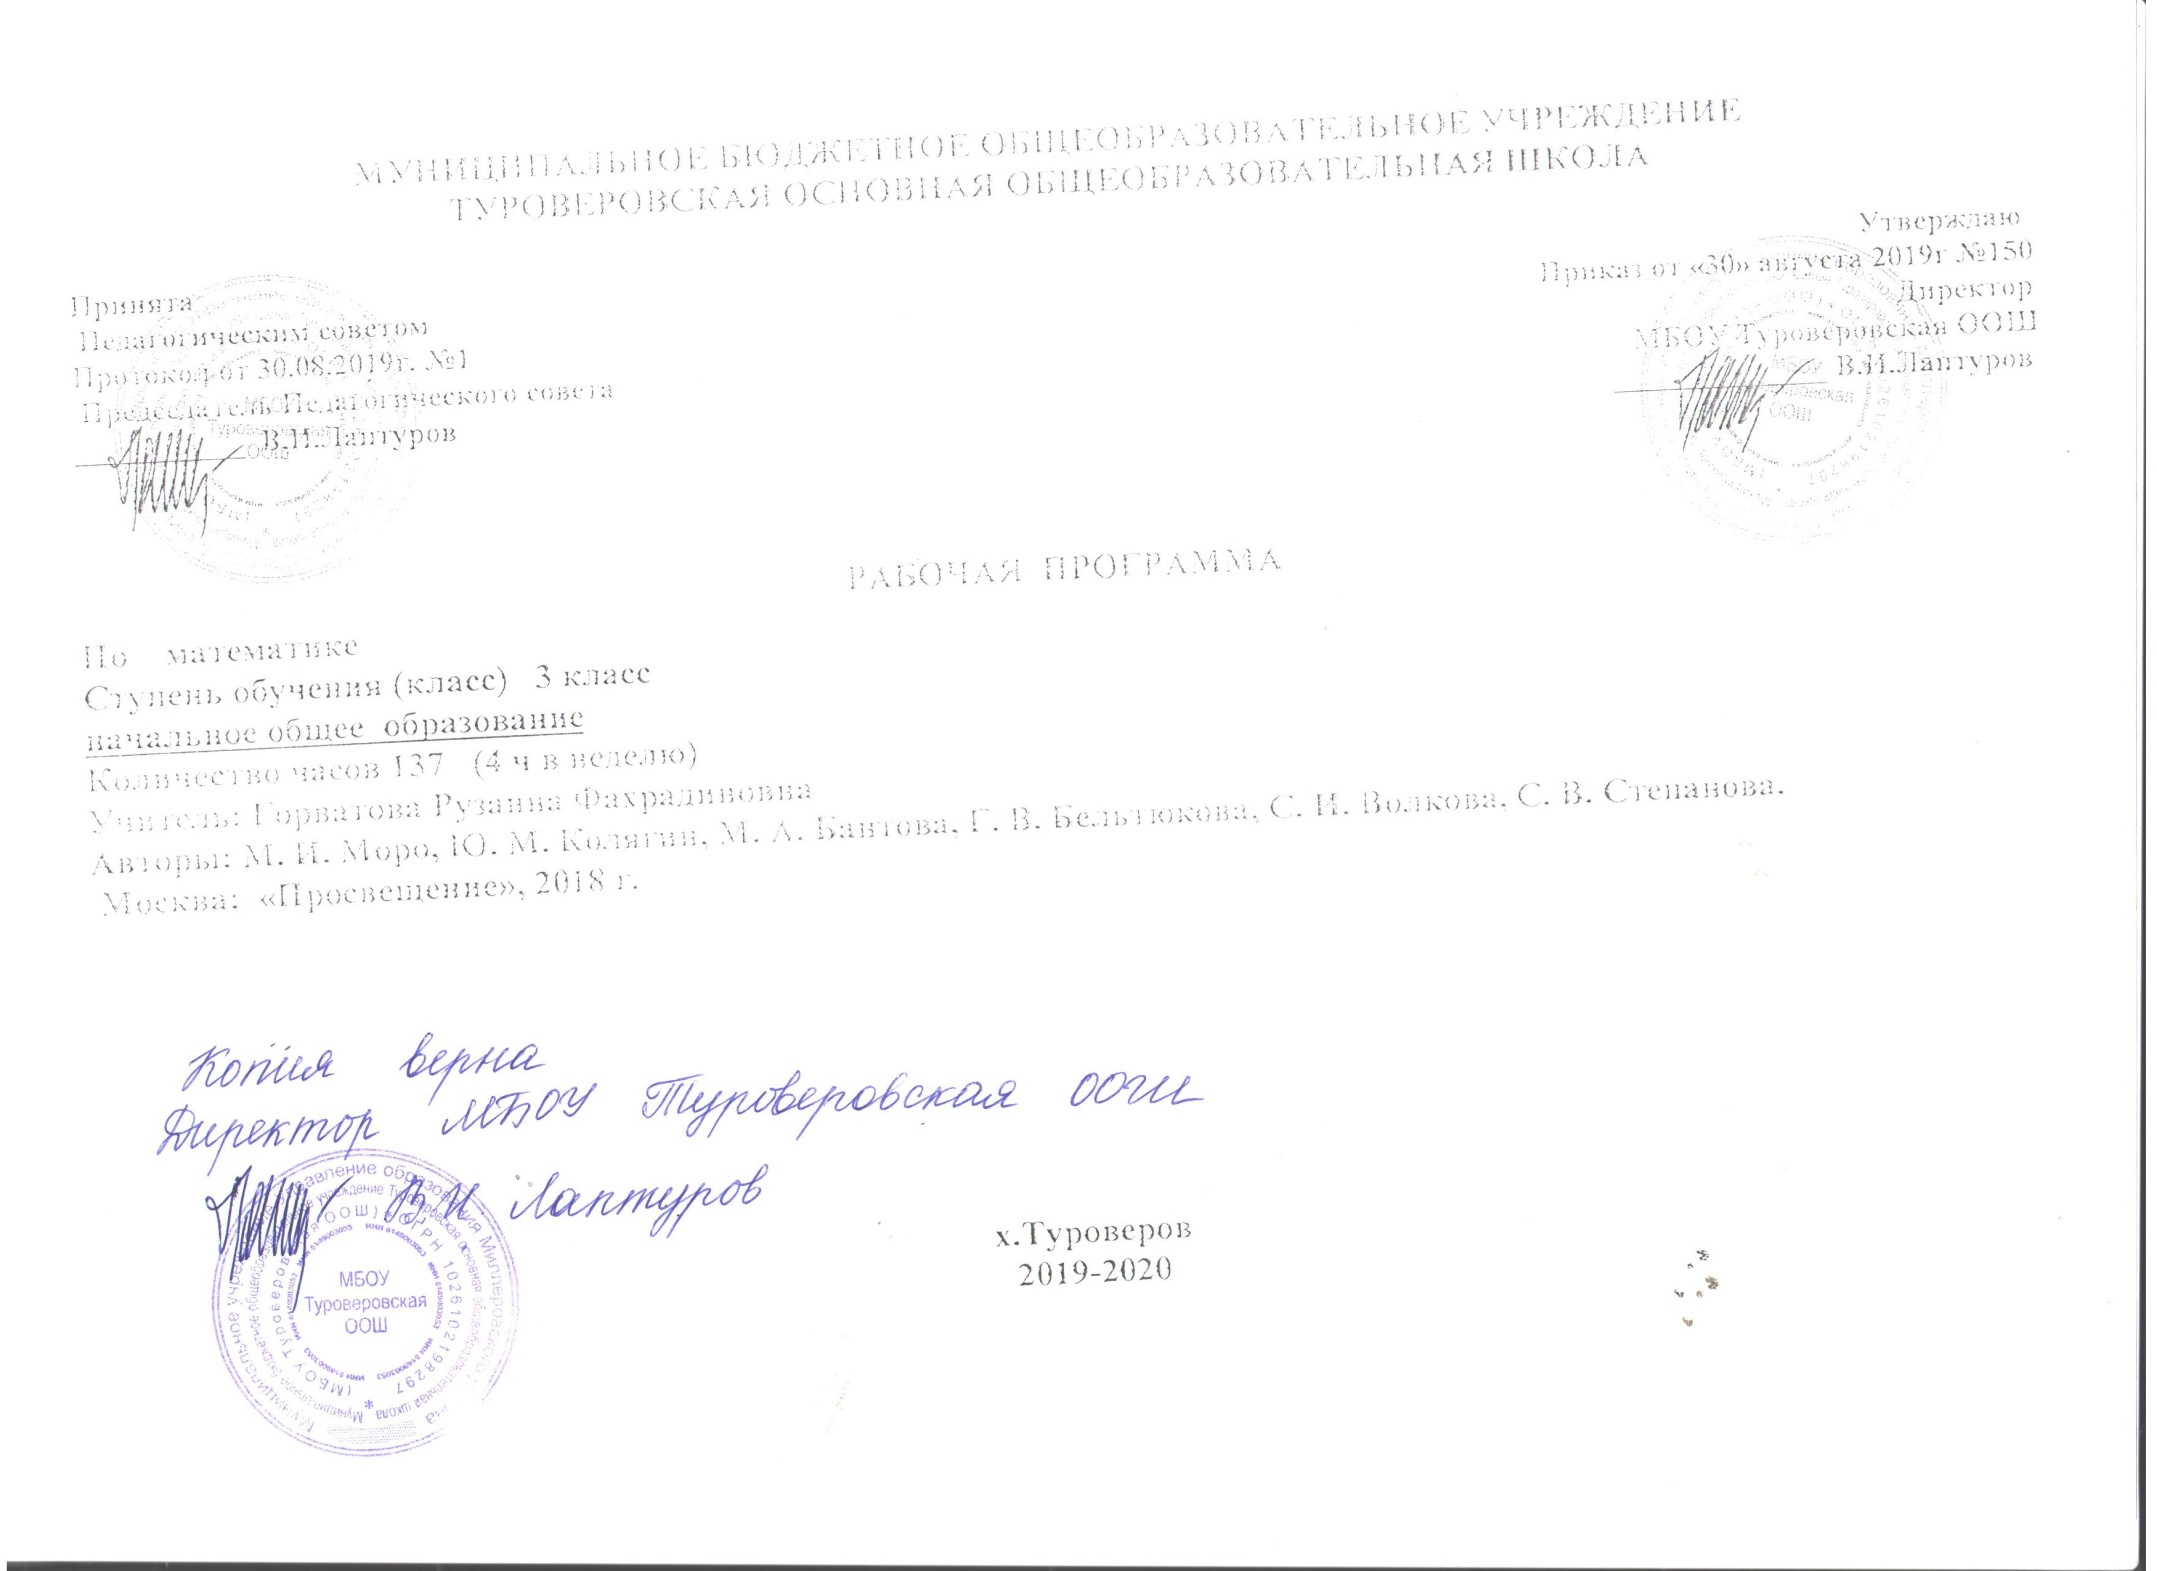 МУНИЦИПАЛЬНОЕ БЮДЖЕТНОЕ ОБЩЕОБРАЗОВАТЕЛЬНОЕ УЧРЕЖДЕНИЕ
ТУРОВЕРОВСКАЯ ОСНОВНАЯ ОБЩЕОБРАЗОВАТЕЛЬНАЯ ШКОЛА
Утверждаю
Приказ от «30» августа 2019г №150
Директор
МБОУ Туроверовская ООШ
В.И.Лаптуров
Принята
Педагогическим советом
Протокол от 30.08.2019г. №1
Председатель Педагогического совета
В.И.Лаптуров
РАБОЧАЯ ПРОГРАММА
По математике
Ступень обучения (класс) 3 класс
начальное общее образование
Количество часов 137 (4 ч в неделю)
Учитель: Горватова Рузанна Фахрадиновна
Авторы: М. И. Моро, Ю. М. Колягин, М. А. Бантова, Г. В. Бельтюкова, С. И. Волкова, С. В. Степанова.
Москва: «Просвещение», 2018 г.
Копия верна
Директор МБОУ Туроверовская ООШ
В.И. Лаптуров
МБОУ
Туроверовская
ООШ
ОГРН 1026102198297
х.Туроверов
2019-2020